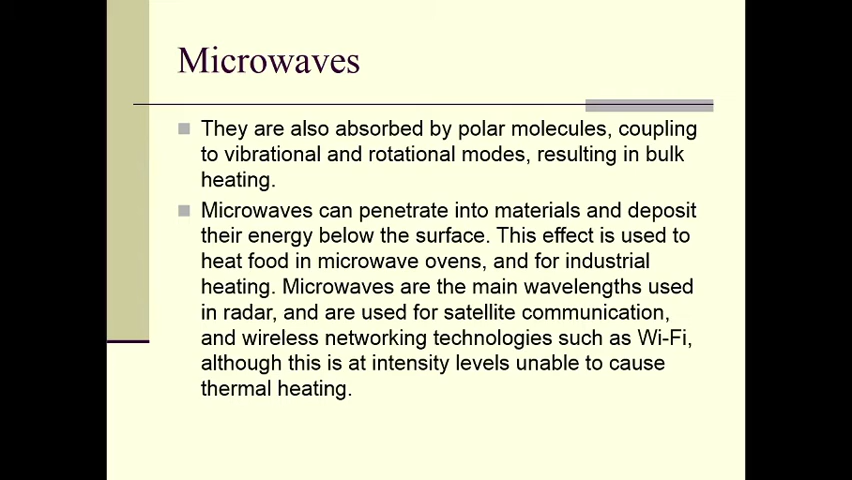 Microwaves
They are also absorbed by polar molecules, coupling
to vibrational and rotational modes, resulting in bulk
heating.
Microwaves can penetrate into materials and deposit
their energy below the surface. This effect is used to
heat food in microwave ovens, and for industrial
heating. Microwaves are the main wavelengths used
in radar, and are used for satellite communication,
and wireless networking technologies such as Wi-Fi,
although this is at intensity levels unable to cause
thermal heating.